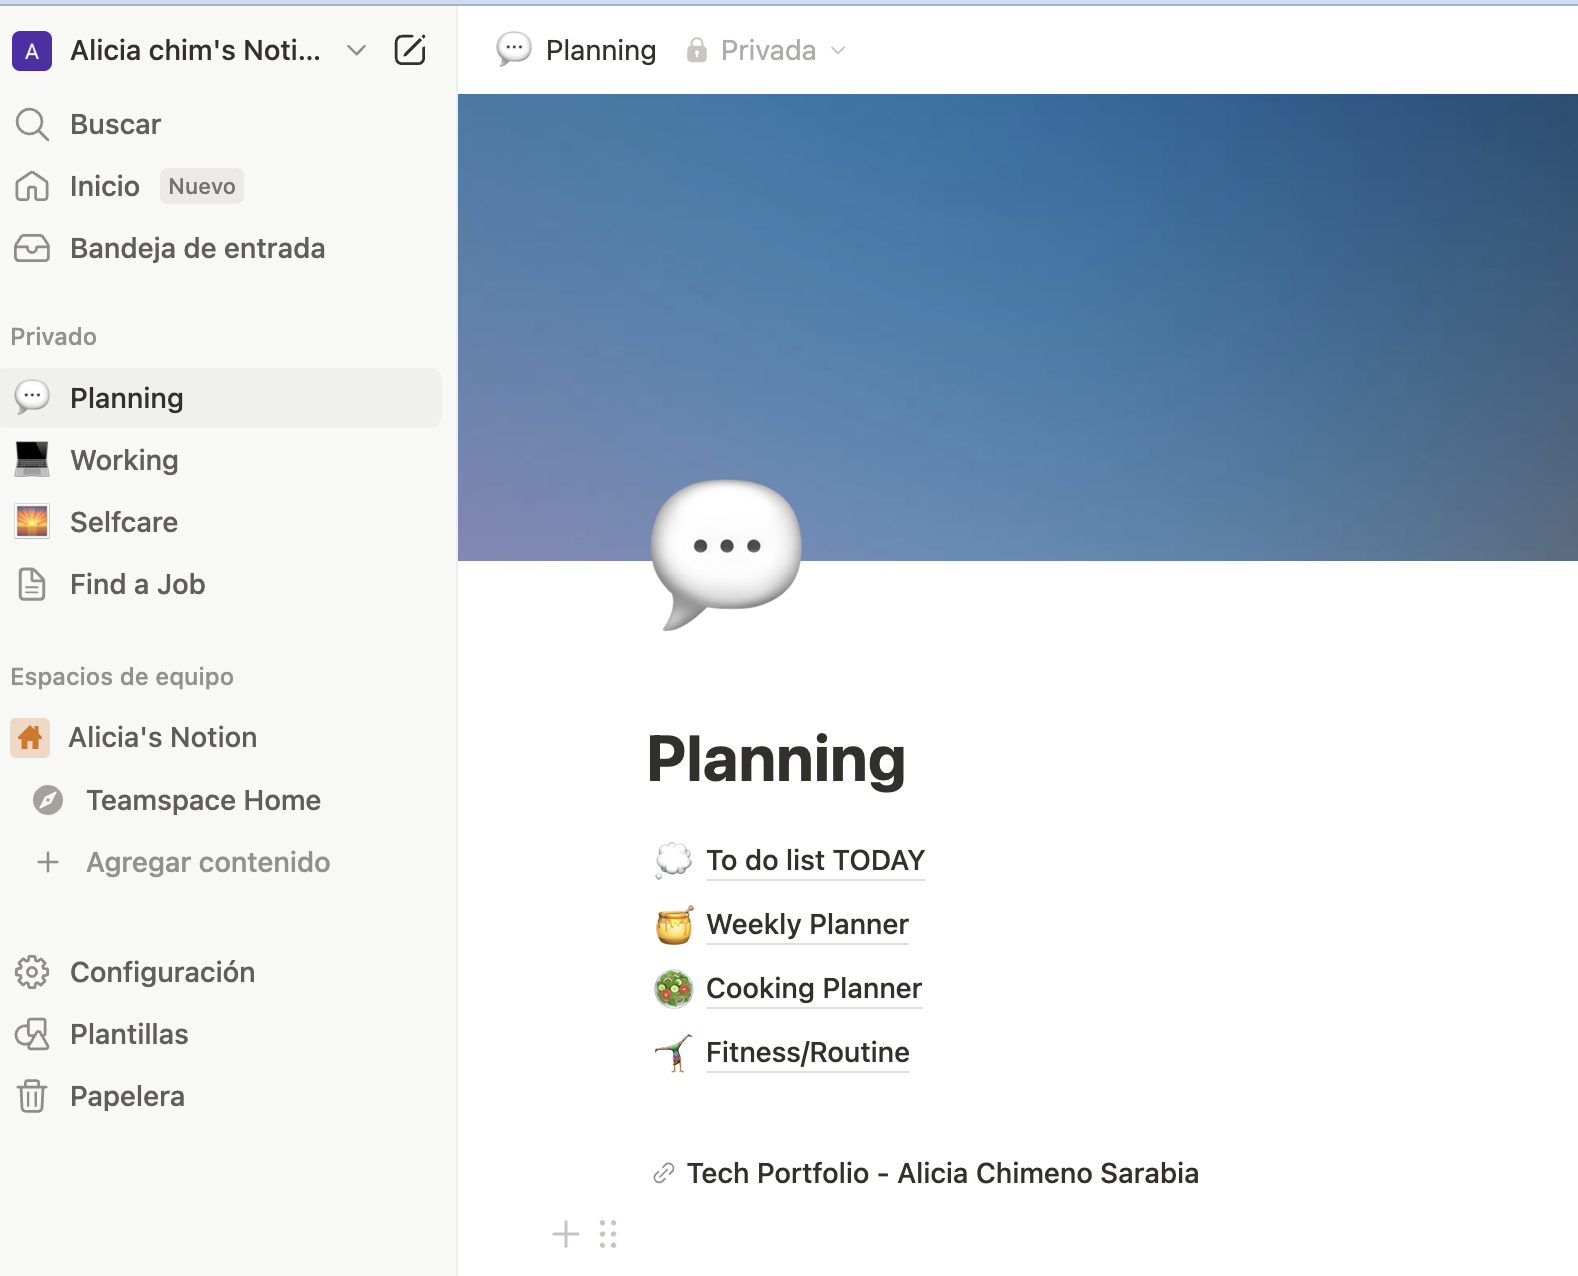 A Alicia chim's Noti...
Buscar
Inicio Nuevo
Bandeja de entrada
Privado
Planning
Working
Selfcare
Find a Job
Espacios de equipo
Alicia's Notion
Teamspace Home
Agregar contenido
Configuración
Plantillas
Papelera
Planning Privada
Planning
To do list TODAY
Weekly Planner
Cooking Planner
Fitness/Routine
Tech Portfolio - Alicia Chimeno Sarabia